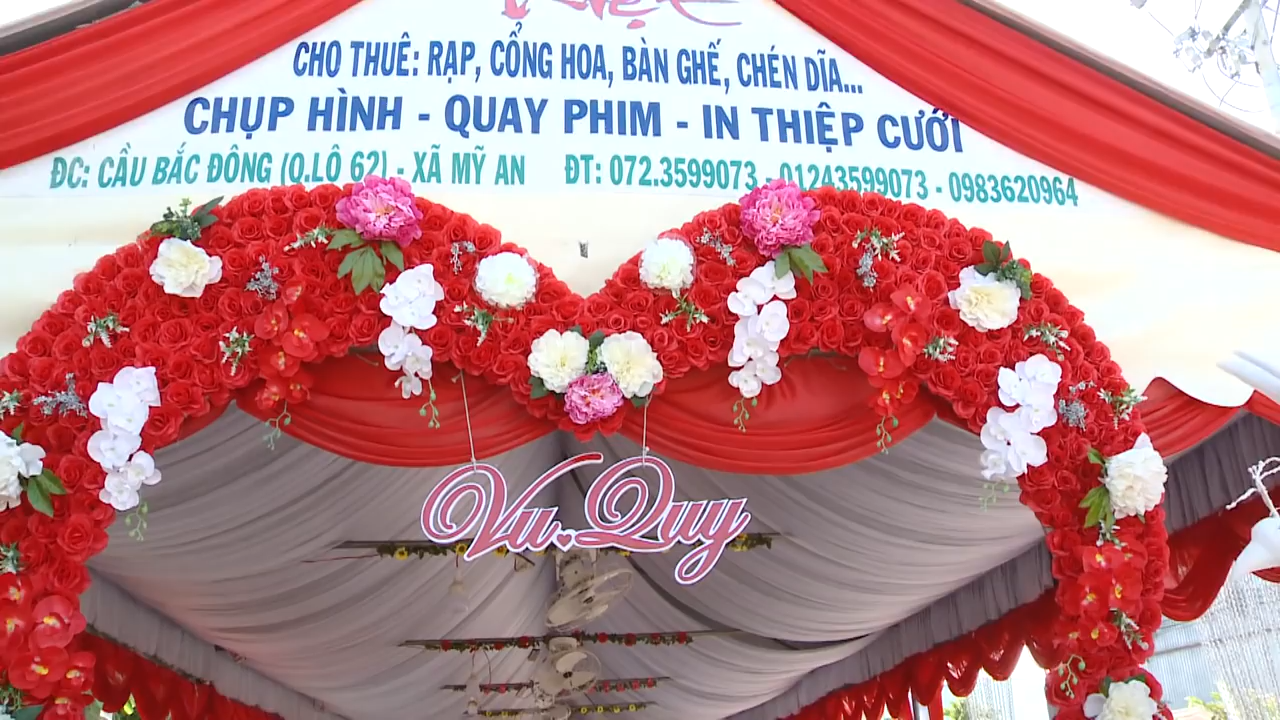 CHO THUÊ: RẠP, CỔNG HOA, BÀN GHẾ, CHÉN DĨA...
CHỤP HÌNH - QUAY PHIM - IN THIỆP CƯỚI
ĐC: CẦU BẮC ĐÔNG (Q.LÔ 62) - XÃ MỸ AN ĐT: 072.3599073 - 01243599073 - 0983620964
Vu Quy